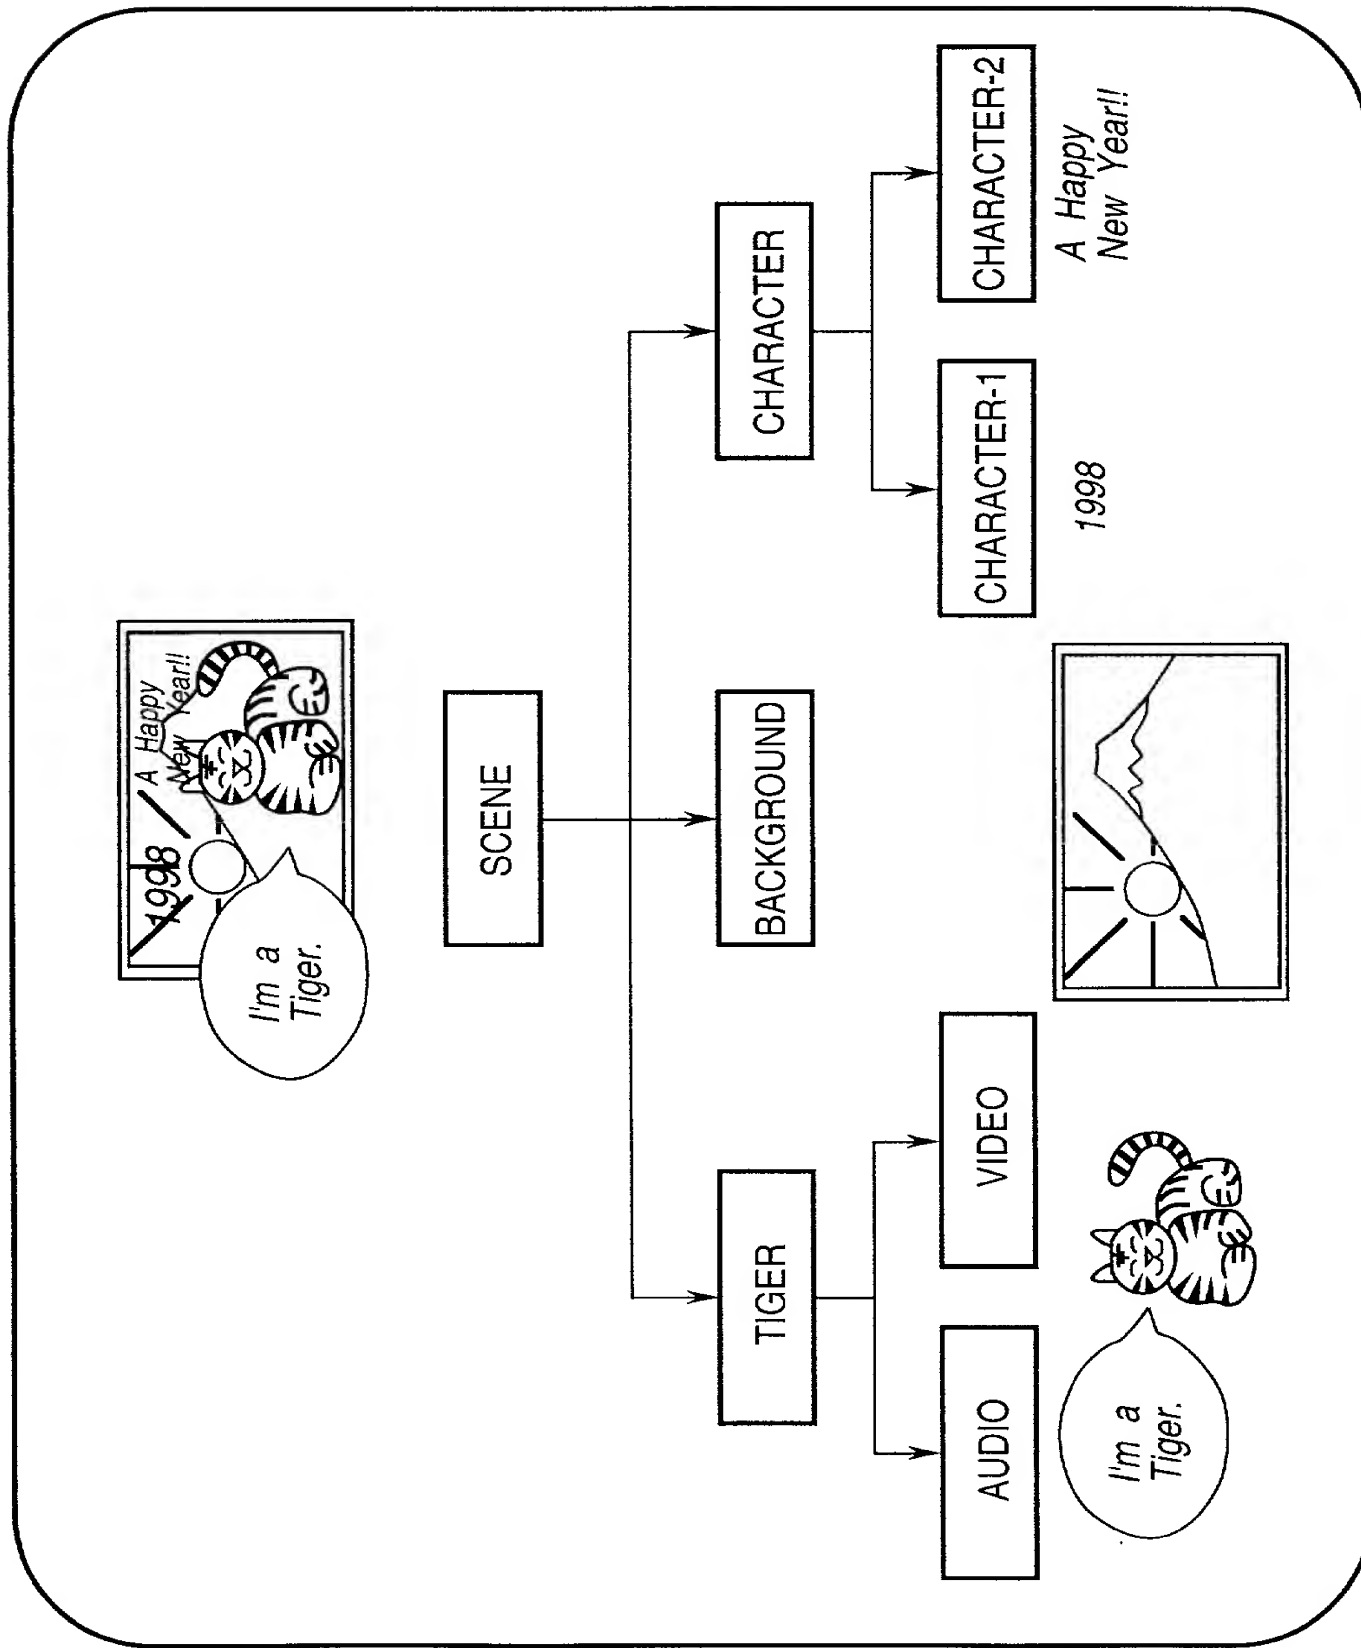 1998
A Happy
New Year!!
I'm a
Tiger.
SCENE
TIGER
BACKGROUND
CHARACTER
AUDIO
VIDEO
CHARACTER-1
CHARACTER-2
I'm a
Tiger.
1998
A Happy
New Year!!